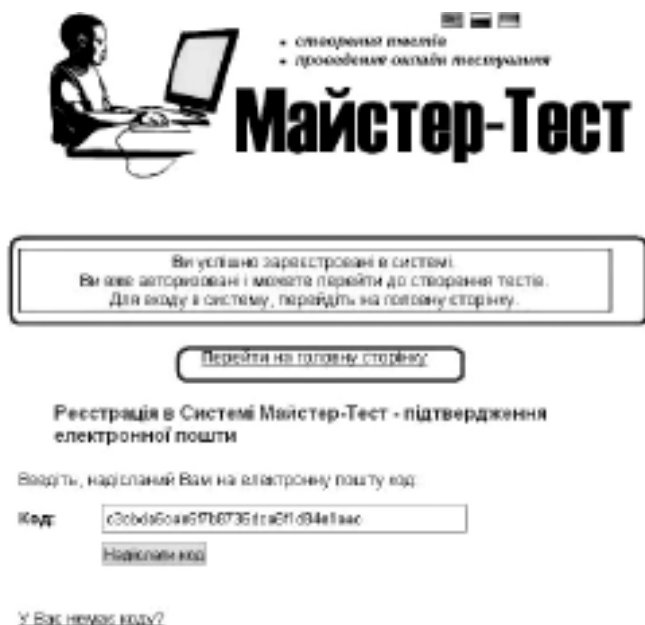 • створення тестів
• проведення онлайн тестування
Майстер-Тест
Ви успішно зареєстровані в системі.
Ви вже авторизовані і можете перейти до створення тестів.
Для входу в систему, перейдіть на головну сторінку.
Перейти на головну сторінку
Реєстрація в Системі Майстер-Тест - підтвердження
електронної пошти
Введіть, надісланий Вам на електронну пошту код:
Код:
Надіслати код
У Вас немає коду?